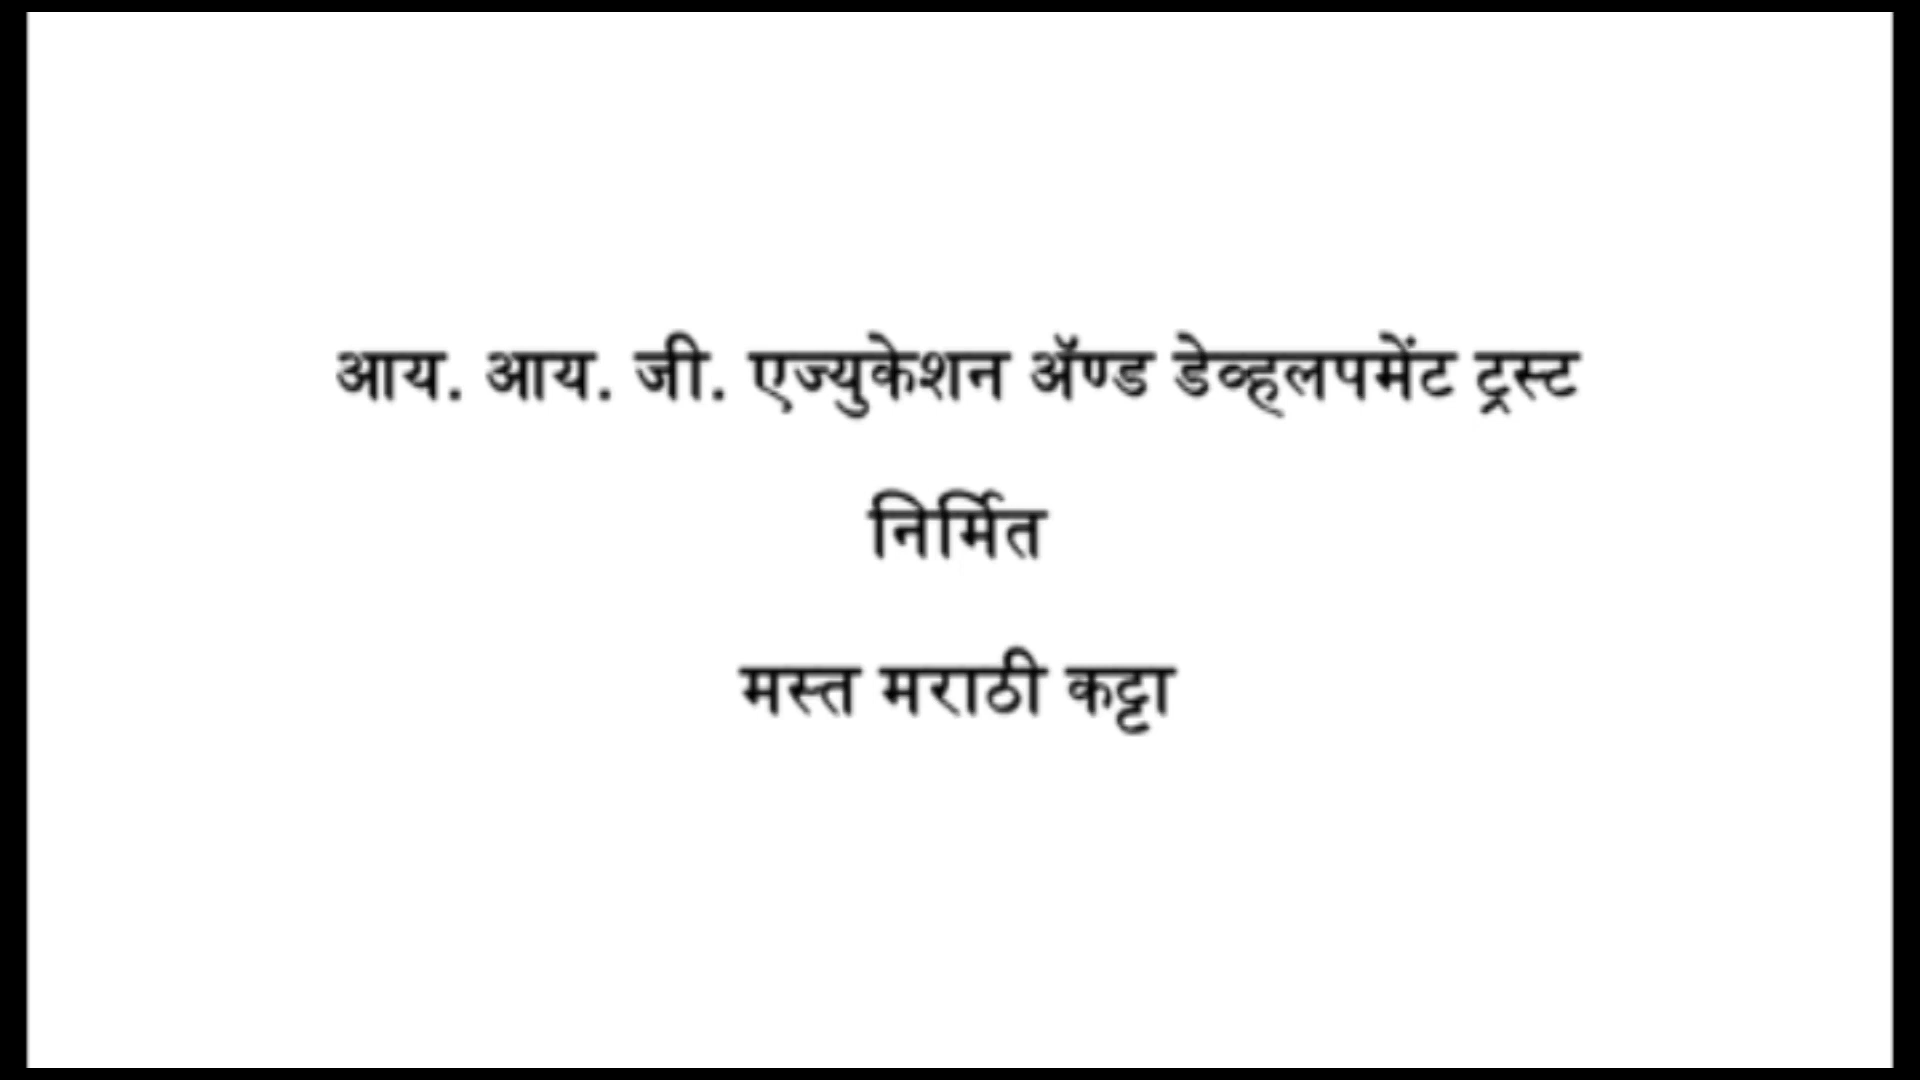 आय. आय. जी. एज्युकेशन ॲण्ड डेव्हलपमेंट ट्रस्ट
निर्मित
मस्त मराठी कट्टा